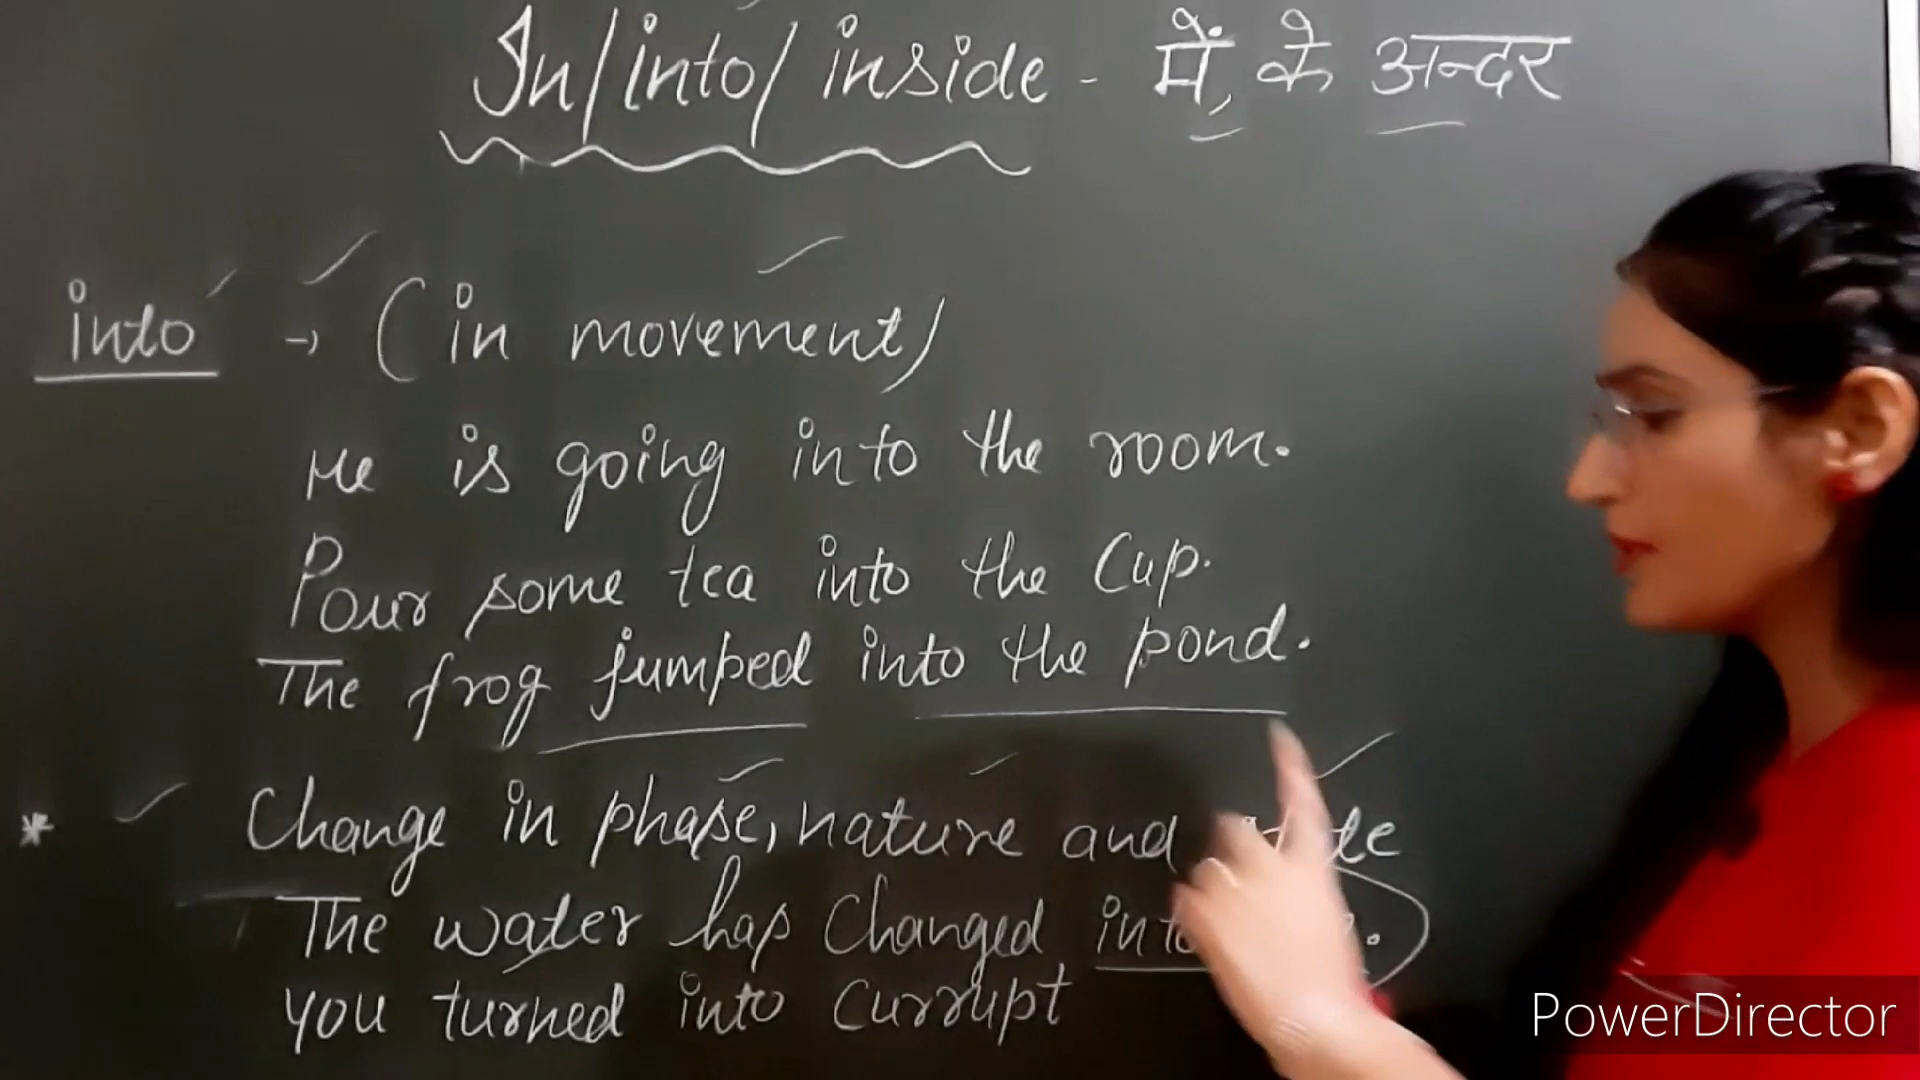 In/into/inside - में, के अन्दर
into → (in movement)
He is going into the room.
Pour some tea into the Cup.
The frog jumped into the pond.
* Change in phase, nature and
The water has Changed into
you turned into Currupt
PowerDirector